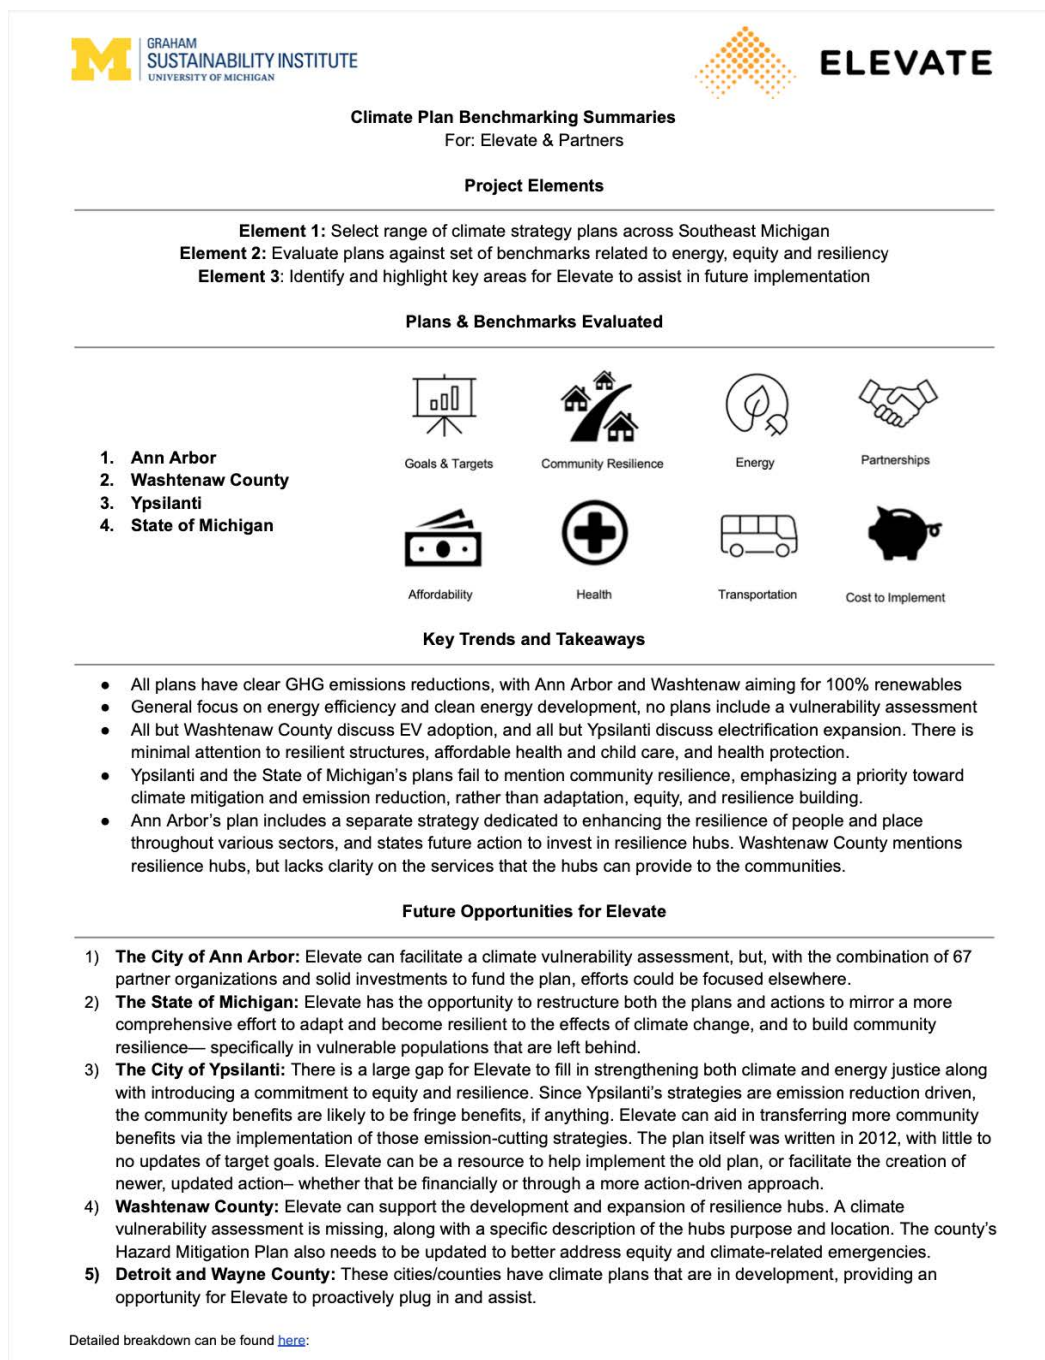 GRAHAM
SUSTAINABILITY INSTITUTE
UNIVERSITY OF MICHIGAN
ELEVATE
Climate Plan Benchmarking Summaries
For: Elevate & Partners
Project Elements
Element 1: Select range of climate strategy plans across Southeast Michigan
Element 2: Evaluate plans against set of benchmarks related to energy, equity and resiliency
Element 3: Identify and highlight key areas for Elevate to assist in future implementation
Plans & Benchmarks Evaluated
1. Ann Arbor
2. Washtenaw County
3. Ypsilanti
4. State of Michigan
Goals & Targets
Community Resilience
Energy
Partnerships
Affordability
Health
Transportation
Cost to Implement
Key Trends and Takeaways
● All plans have clear GHG emissions reductions, with Ann Arbor and Washtenaw aiming for 100% renewables
● General focus on energy efficiency and clean energy development, no plans include a vulnerability assessment
● All but Washtenaw County discuss EV adoption, and all but Ypsilanti discuss electrification expansion. There is
minimal attention to resilient structures, affordable health and child care, and health protection.
● Ypsilanti and the State of Michigan's plans fail to mention community resilience, emphasizing a priority toward
climate mitigation and emission reduction, rather than adaptation, equity, and resilience building.
● Ann Arbor's plan includes a separate strategy dedicated to enhancing the resilience of people and place
throughout various sectors, and states future action to invest in resilience hubs. Washtenaw County mentions
resilience hubs, but lacks clarity on the services that the hubs can provide to the communities.
Future Opportunities for Elevate
1) The City of Ann Arbor: Elevate can facilitate a climate vulnerability assessment, but, with the combination of 67
partner organizations and solid investments to fund the plan, efforts could be focused elsewhere.
2) The State of Michigan: Elevate has the opportunity to restructure both the plans and actions to mirror a more
comprehensive effort to adapt and become resilient to the effects of climate change, and to build community
resilience— specifically in vulnerable populations that are left behind.
3) The City of Ypsilanti: There is a large gap for Elevate to fill in strengthening both climate and energy justice along
with introducing a commitment to equity and resilience. Since Ypsilanti's strategies are emission reduction driven,
the community benefits are likely to be fringe benefits, if anything. Elevate can aid in transferring more community
benefits via the implementation of those emission-cutting strategies. The plan itself was written in 2012, with little to
no updates of target goals. Elevate can be a resource to help implement the old plan, or facilitate the creation of
newer, updated action– whether that be financially or through a more action-driven approach.
4) Washtenaw County: Elevate can support the development and expansion of resilience hubs. A climate
vulnerability assessment is missing, along with a specific description of the hubs purpose and location. The county's
Hazard Mitigation Plan also needs to be updated to better address equity and climate-related emergencies.
5) Detroit and Wayne County: These cities/counties have climate plans that are in development, providing an
opportunity for Elevate to proactively plug in and assist.
Detailed breakdown can be found here: